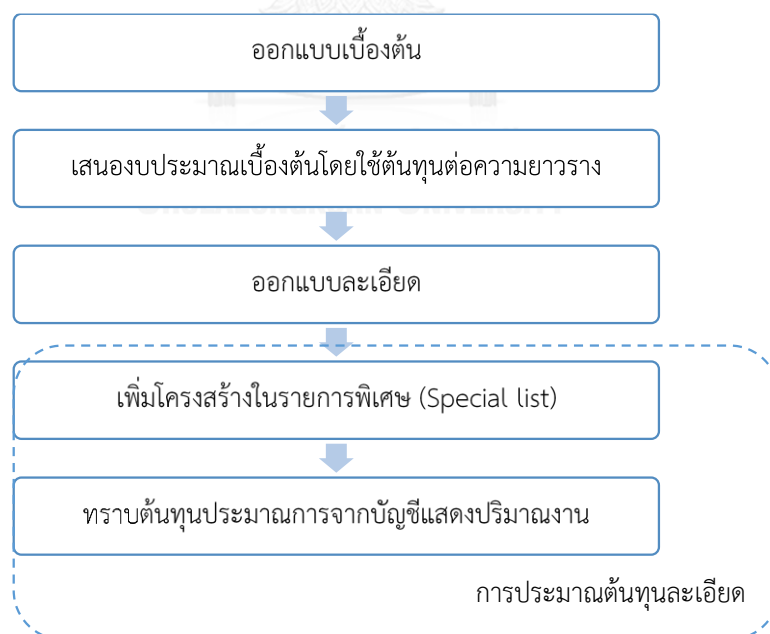 ออกแบบเบื้องต้น
เสนองบประมาณเบื้องต้นโดยใช้ต้นทุนต่อความยาวราง
ออกแบบละเอียด
เพิ่มโครงสร้างในรายการพิเศษ (Special list)
ทราบต้นทุนประมาณการจากบัญชีแสดงปริมาณงาน
การประมาณต้นทุนละเอียด